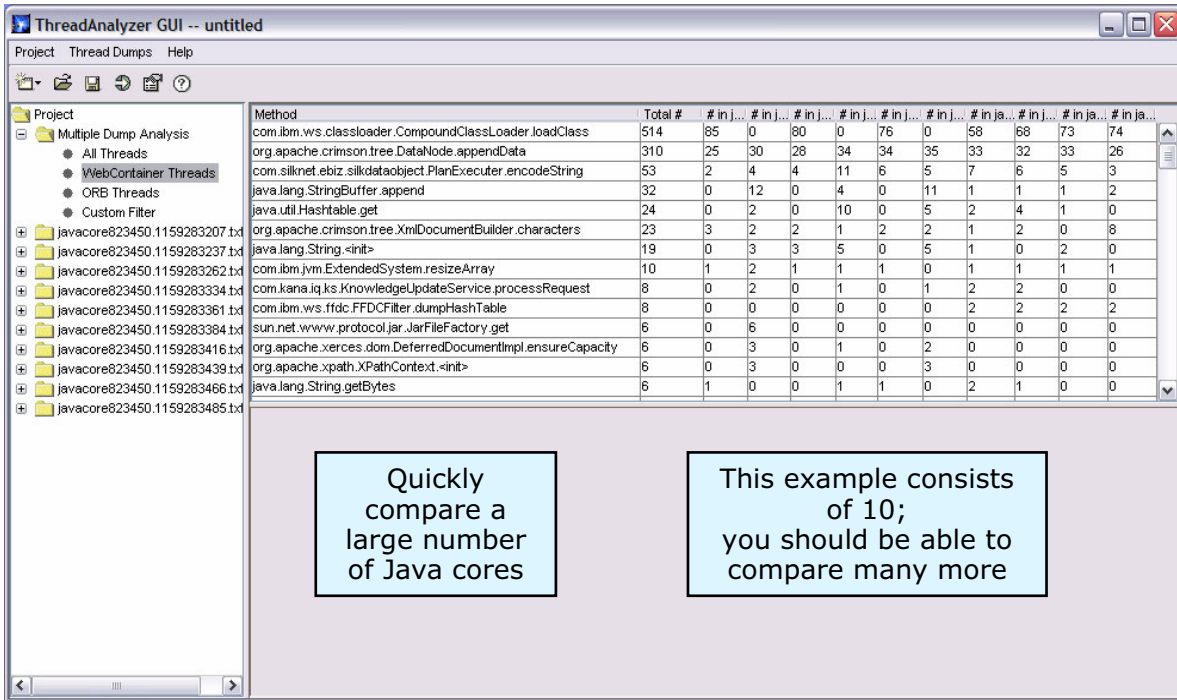 ThreadAnalyzer GUI -- untitled
Project Thread Dumps Help
Project
Multiple Dump Analysis
All Threads
WebContainer Threads
ORB Threads
Custom Filter
javacore823450.1159283207.txt
javacore823450.1159283237.txt
javacore823450.1159283262.txt
javacore823450.1159283334.txt
javacore823450.1159283361.txt
javacore823450.1159283384.txt
javacore823450.1159283416.txt
javacore823450.1159283439.txt
javacore823450.1159283466.txt
javacore823450.1159283485.txt
Method Total # # in j... # in j... # in j... # in j... # in j... # in j... # in ja... # in j... # in ja... # in ja...
com.ibm.ws.classloader.CompoundClassLoader.loadClass 514 85 0 80 0 76 0 58 68 73 74
org.apache.crimson.tree.DataNode.appendData 310 25 30 28 34 34 35 33 32 33 26
com.silknet.ebiz.silkdataobject.PlanExecuter.encodeString 53 2 4 4 11 6 5 7 6 5 3
java.lang.StringBuffer.append 32 0 12 0 4 0 11 1 1 1 2
java.util.Hashtable.get 24 0 2 0 10 0 5 2 4 1 0
org.apache.crimson.tree.XmlDocumentBuilder.characters 23 3 2 2 1 2 2 1 2 0 8
java.lang.String.<init> 19 0 3 3 5 0 5 1 0 2 0
com.ibm.jvm.ExtendedSystem.resizeArray 10 1 2 1 1 1 0 1 1 1 1
com.kana.iq.ks.KnowledgeUpdateService.processRequest 8 0 2 0 1 0 1 2 2 0 0
com.ibm.ws.ffdc.FFDCFilter.dumpHashTable 8 0 0 0 0 0 0 2 2 2 2
sun.net.www.protocol.jar.JarFileFactory.get 6 0 6 0 0 0 0 0 0 0 0
org.apache.xerces.dom.DeferredDocumentImpl.ensureCapacity 6 0 3 0 1 0 2 0 0 0 0
org.apache.xpath.XPathContext.<init> 6 0 3 0 0 0 3 0 0 0 0
java.lang.String.getBytes 6 1 0 0 1 1 0 2 1 0 0
Quickly
compare a
large number
of Java cores
This example consists
of 10;
you should be able to
compare many more